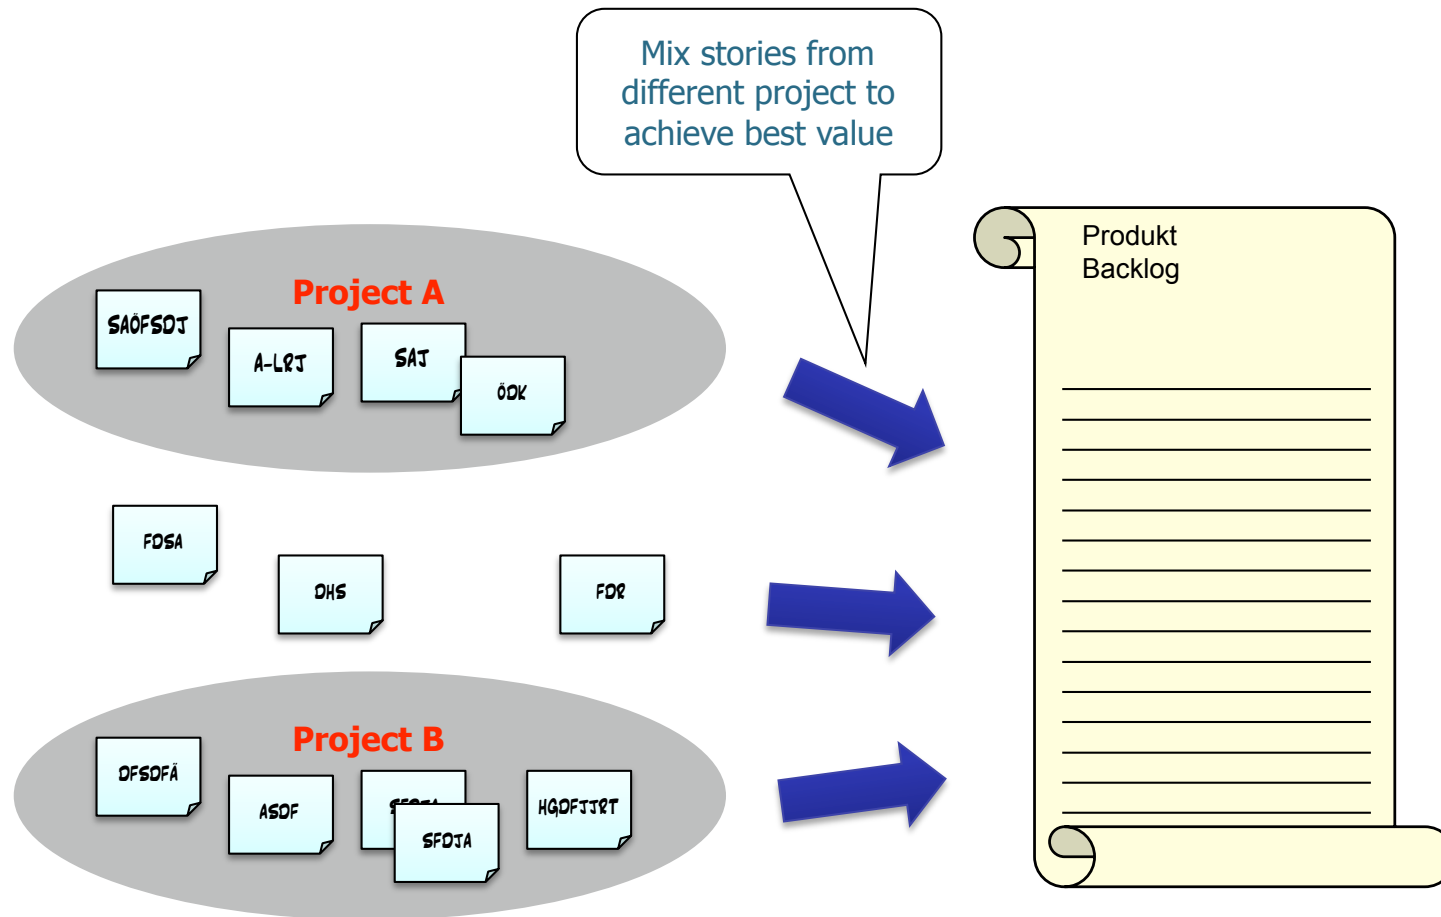 Mix stories from
different project to
achieve best value
Produkt
Backlog
Project A
SAÖFSDJ
A-LRJ
SAJ
ÖDK
FDSA
DHS
FDR
Project B
DFSDFÄ
ASDF
SFDJA
HGDFJJRT